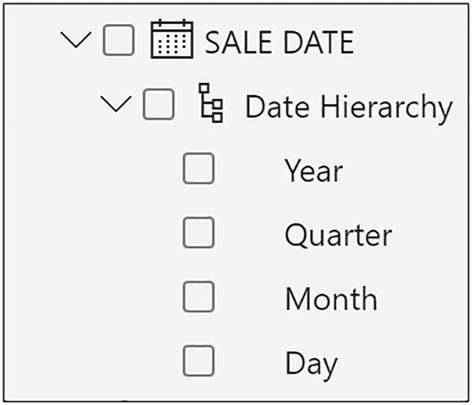 SALE DATE
Date Hierarchy
Year
Quarter
Month
Day